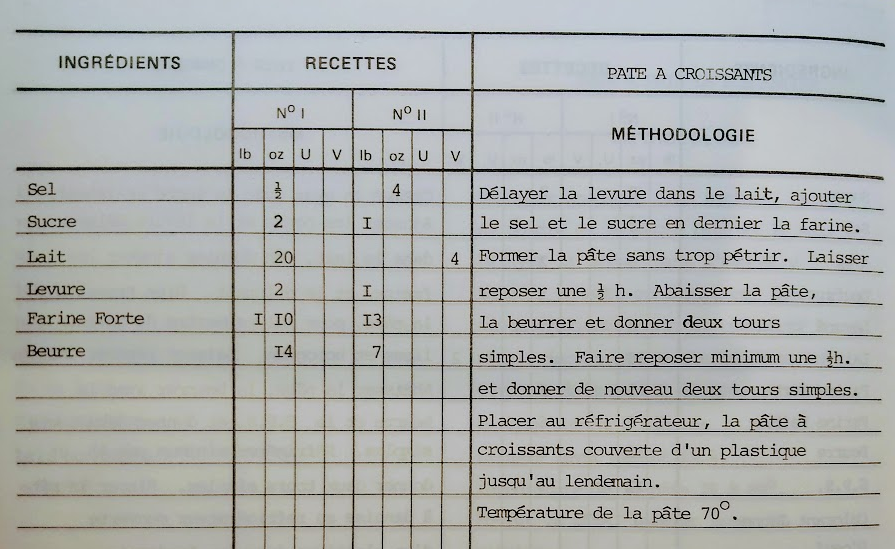 INGRÉDIENTS RECETTES PATE A CROISSANTS
Nº I Nº II MÉTHODOLOGIE
lb oz U V lb oz U V
Sel ½ 4 Délayer la levure dans le lait, ajouter
Sucre 2 I le sel et le sucre en dernier la farine.
Lait 20 4 Former la pâte sans trop pétrir. Laisser
Levure 2 I reposer une ½ h. Abaisser la pâte,
Farine Forte I I0 I3 la beurrer et donner deux tours
Beurre I4 7 simples. Faire reposer minimum une ½h.
et donner de nouveau deux tours simples.
Placer au réfrigérateur, la pâte à
croissants couverte d'un plastique
jusqu'au lendemain.
Température de la pâte 70°.